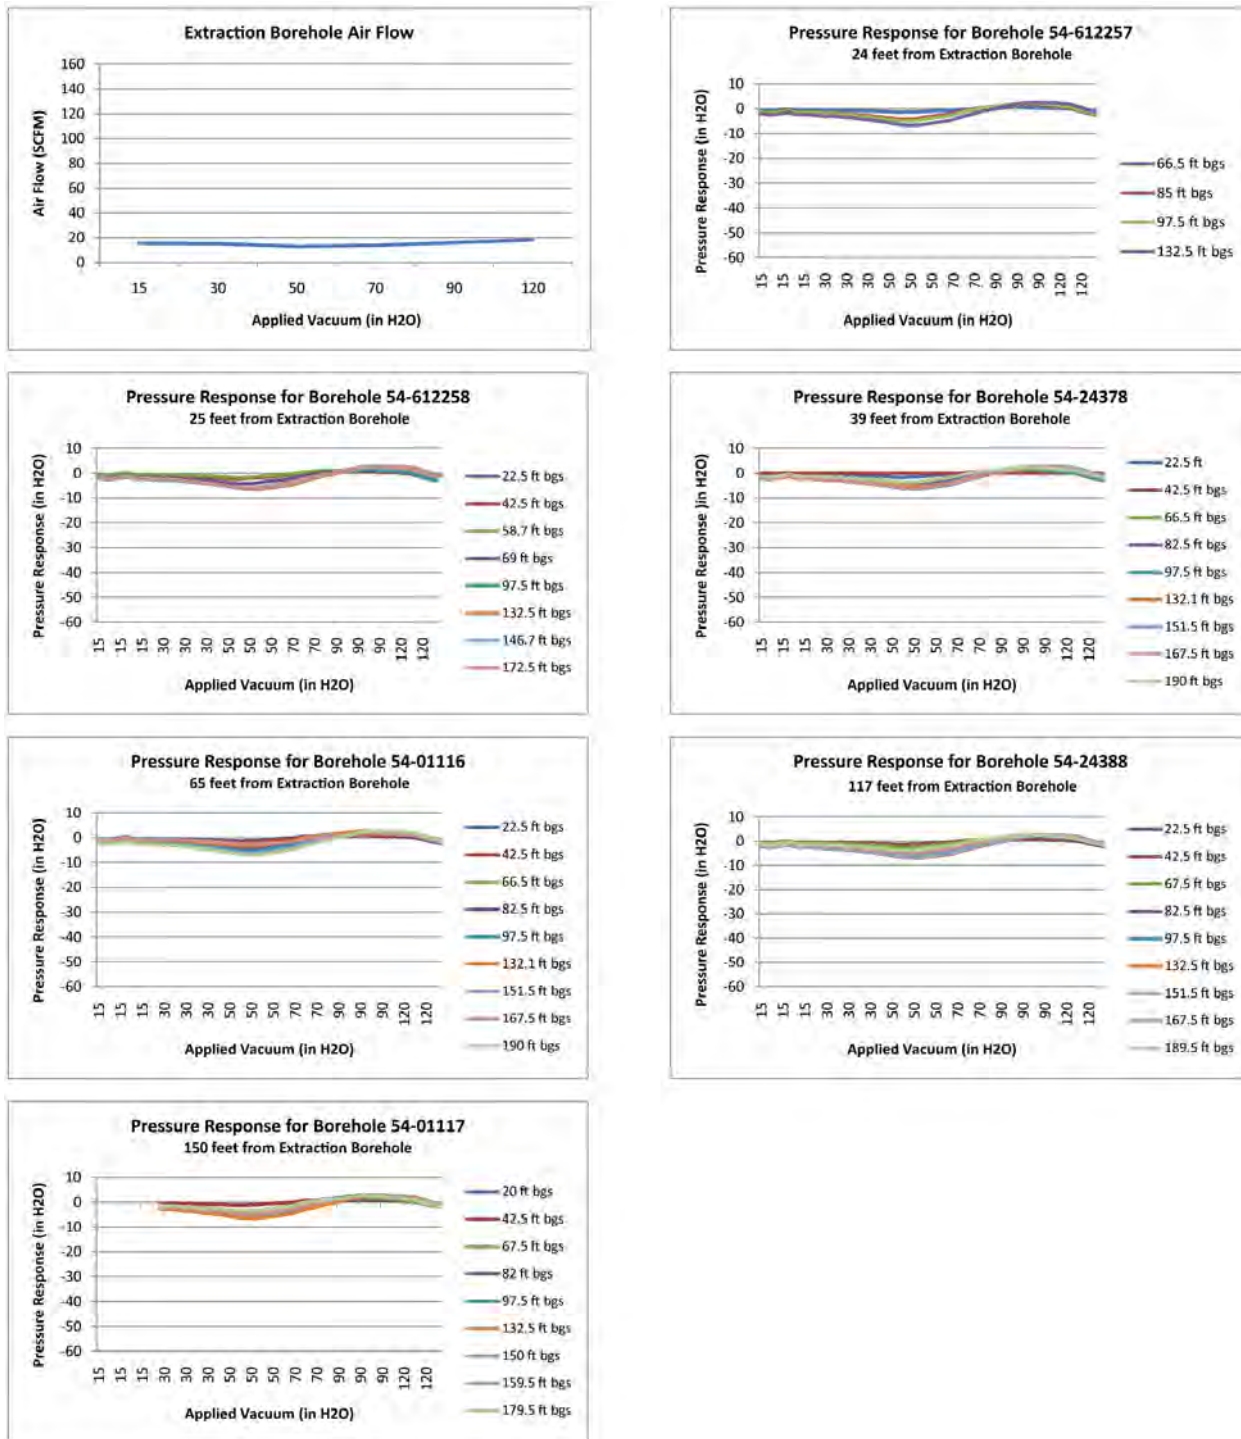 Extraction Borehole Air Flow
160
140
120
100
80
60
40
20
0
Air Flow (SCFM)
15 30 50 70 90 120
Applied Vacuum (in H2O)
Pressure Response for Borehole 54-612257
24 feet from Extraction Borehole
10
0
-10
-20
-30
-40
-50
-60
Pressure Response (in H2O)
15 15 15 30 30 30 50 50 50 70 70 90 90 90 120 120
Applied Vacuum (in H2O)
66.5 ft bgs
85 ft bgs
97.5 ft bgs
132.5 ft bgs
Pressure Response for Borehole 54-612258
25 feet from Extraction Borehole
10
0
-10
-20
-30
-40
-50
-60
Pressure Response (in H2O)
15 15 15 30 30 30 50 50 50 70 70 90 90 90 120 120
Applied Vacuum (in H2O)
22.5 ft bgs
42.5 ft bgs
58.7 ft bgs
69 ft bgs
97.5 ft bgs
132.5 ft bgs
146.7 ft bgs
172.5 ft bgs
Pressure Response for Borehole 54-24378
39 feet from Extraction Borehole
10
0
-10
-20
-30
-40
-50
-60
Pressure Response )in H2O)
15 15 15 30 30 30 50 50 50 70 70 90 90 90 120 120
Applied Vacuum (in H2O)
22.5 ft
42.5 ft bgs
66.5 ft bgs
82.5 ft bgs
97.5 ft bgs
132.1 ft bgs
151.5 ft bgs
167.5 ft bgs
190 ft bgs
Pressure Response for Borehole 54-01116
65 feet from Extraction Borehole
10
0
-10
-20
-30
-40
-50
-60
Pressure Response (in H2O)
15 15 15 30 30 30 50 50 50 70 70 90 90 90 120 120
Applied Vacuum (in H2O)
22.5 ft bgs
42.5 ft bgs
66.5 ft bgs
82.5 ft bgs
97.5 ft bgs
132.1 ft bgs
151.5 ft bgs
167.5 ft bgs
190 ft bgs
Pressure Response for Borehole 54-24388
117 feet from Extraction Borehole
10
0
-10
-20
-30
-40
-50
-60
Pressure Response (in H2O)
15 15 15 30 30 30 50 50 50 70 70 90 90 90 120 120
Applied Vacuum (in H2O)
22.5 ft bgs
42.5 ft bgs
67.5 ft bgs
82.5 ft bgs
97.5 ft bgs
132.5 ft bgs
151.5 ft bgs
167.5 ft bgs
189.5 ft bgs
Pressure Response for Borehole 54-01117
150 feet from Extraction Borehole
10
0
-10
-20
-30
-40
-50
-60
Pressure Response (in H2O)
15 15 15 30 30 30 50 50 50 70 70 90 90 90 120 120
Applied Vacuum (in H2O)
20 ft bgs
42.5 ft bgs
67.5 ft bgs
82 ft bgs
97.5 ft bgs
132.5 ft bgs
150 ft bgs
159.5 ft bgs
179.5 ft bgs